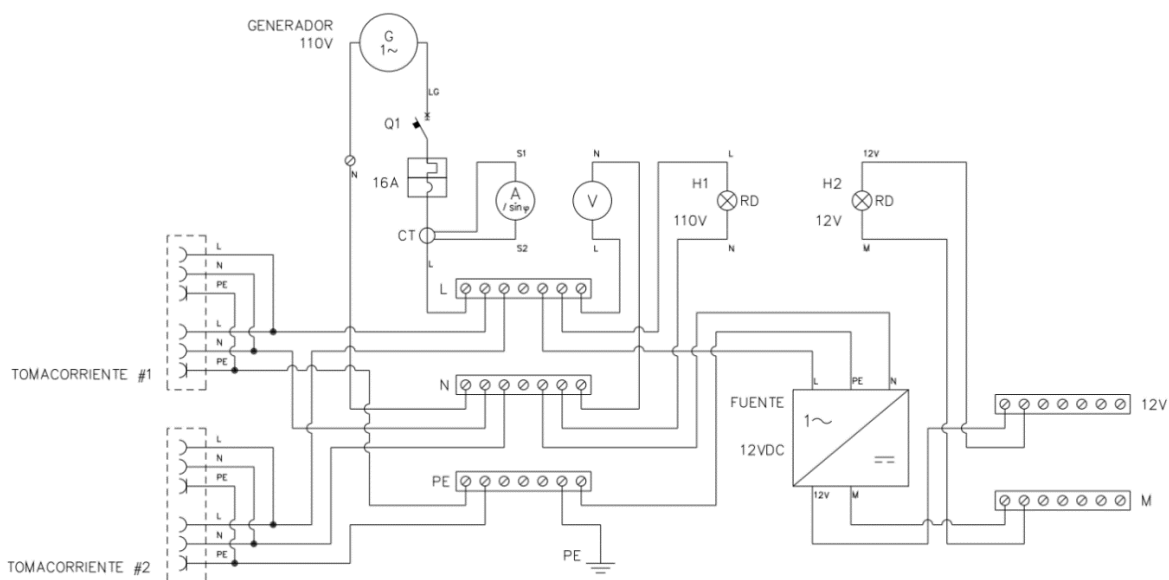 GENERADOR
110V
G
1~
LG
Q1
N
16A
S1
A
i sin φ
S2
CT
L
N
V
L
L
H1
RD
110V
N
12V
H2
RD
12V
M
L
N
PE
L
N
PE
TOMACORRIENTE #1
L
N
PE
L
N
PE
TOMACORRIENTE #2
L
N
PE
PE
L
PE
N
FUENTE
1~
12VDC
12V
M
12V
M